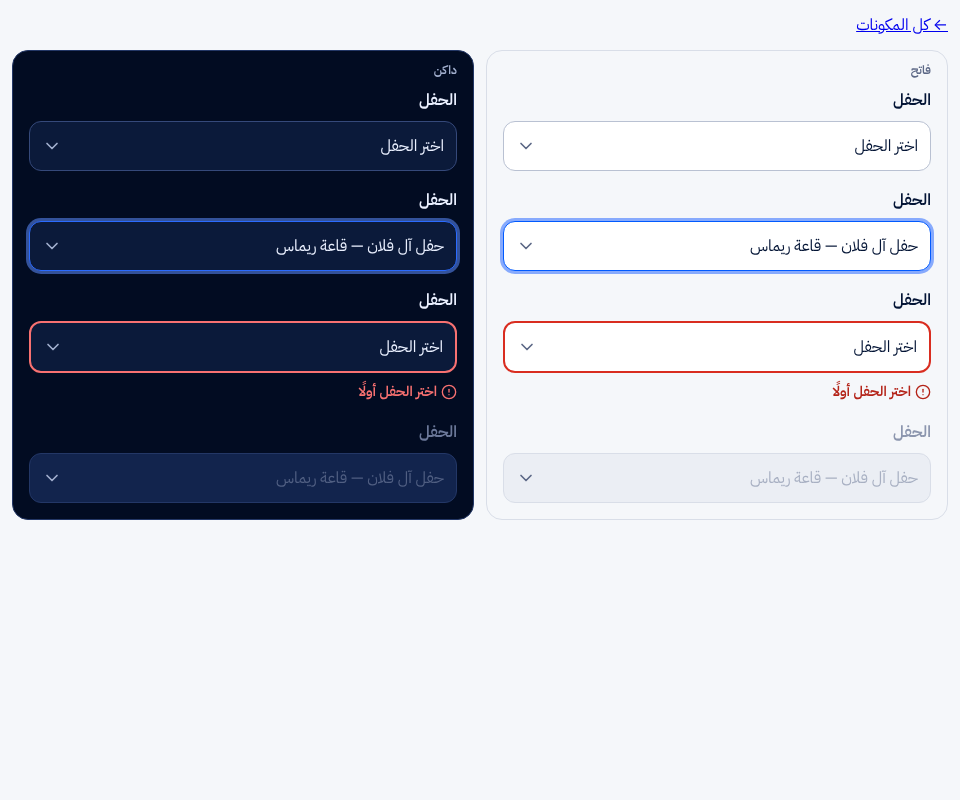 ← كل المكونات
فاتح
الحفل
اختر الحفل
الحفل
حفل آل فلان — قاعة ريماس
الحفل
اختر الحفل
اختر الحفل أولًا
الحفل
حفل آل فلان — قاعة ريماس
داكن
الحفل
اختر الحفل
الحفل
حفل آل فلان — قاعة ريماس
الحفل
اختر الحفل
اختر الحفل أولًا
الحفل
حفل آل فلان — قاعة ريماس